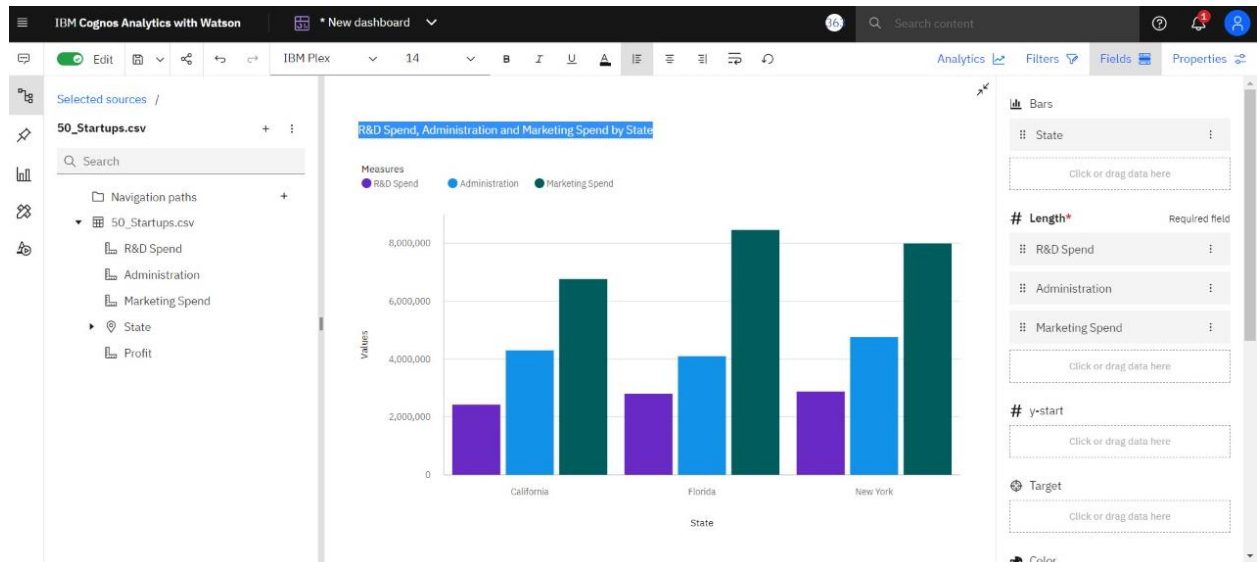 IBM Cognos Analytics with Watson
* New dashboard
Search content
Edit
IBM Plex
14
B
I
U
A
Analytics
Filters
Fields
Properties
Selected sources /
50_Startups.csv
Search
Navigation paths
50_Startups.csv
R&D Spend
Administration
Marketing Spend
State
Profit
R&D Spend, Administration and Marketing Spend by State
Measures
R&D Spend
Administration
Marketing Spend
8,000,000
6,000,000
4,000,000
2,000,000
0
Values
California
Florida
New York
State
Bars
State
Click or drag data here
# Length*
Required field
R&D Spend
Administration
Marketing Spend
Click or drag data here
# y-start
Click or drag data here
Target
Click or drag data here
Color